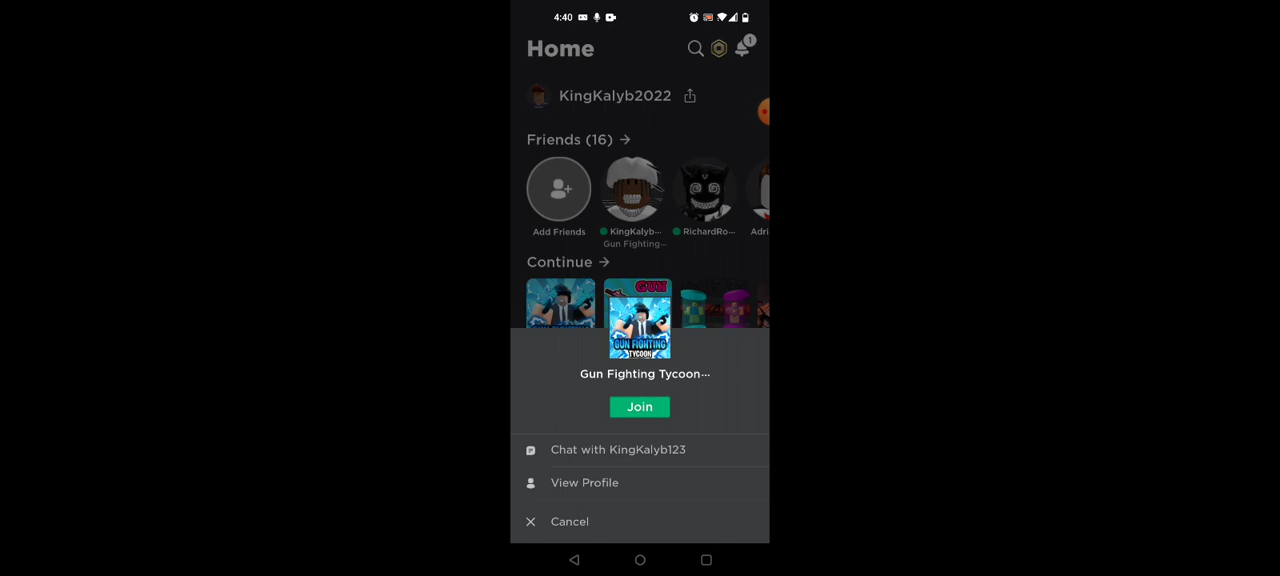 4:40
Home
1
KingKalyb2022
Friends (16) →
Add Friends
KingKalyb···
RichardRo···
Adri
Gun Fighting···
Continue →
GUN
GUN FIGHTING
TYCOON
Gun Fighting Tycoon···
Join
Chat with KingKalyb123
View Profile
Cancel